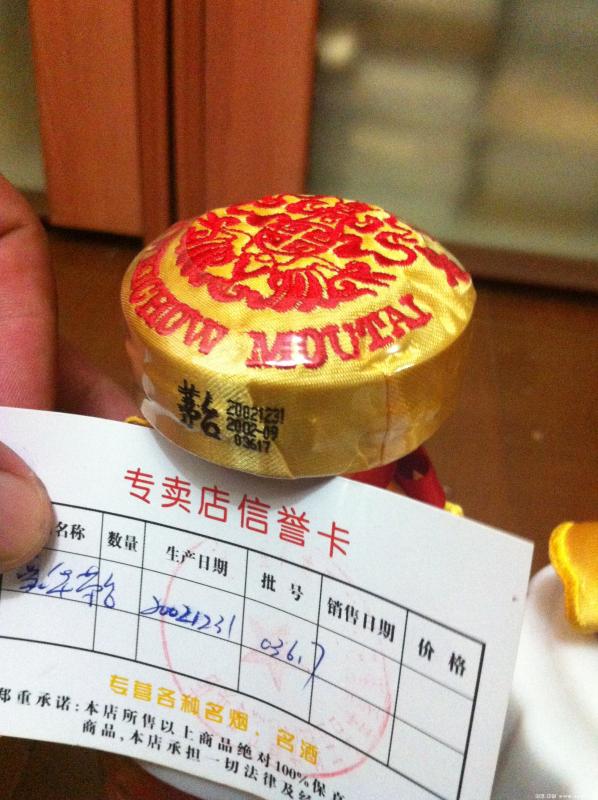 CHOW MOUTAI
茅台
20021231
2002-09
03617
专卖店信誉卡
名称 数量 生产日期 批号 销售日期 价格
20021231 03617
专营各种名烟、名酒
郑重承诺：本店所售以上商品绝对100%保真
商品，本店承担一切法律及经